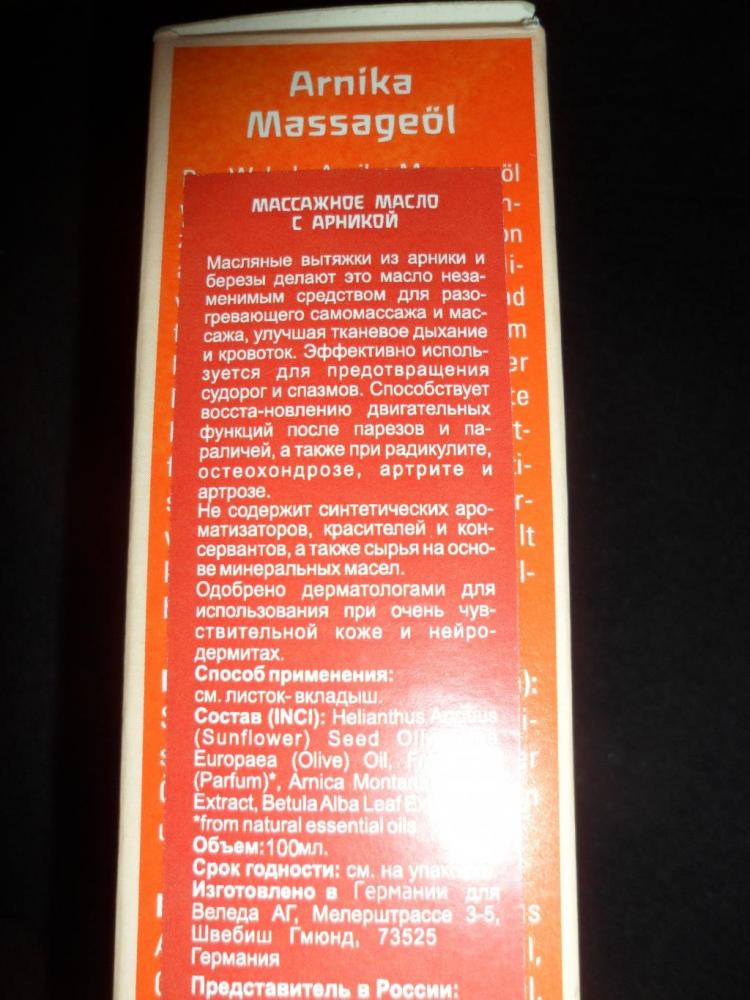 Arnika
Massageöl
öl
МАССАЖНОЕ МАСЛО
С АРНИКОЙ
Масляные вытяжки из арники и
березы делают это масло неза-
менимым средством для разо-
гревающего самомассажа и мас-
сажа, улучшая тканевое дыхание
и кровоток. Эффективно исполь-
зуется для предотвращения
судорог и спазмов. Способствует
восста-новлению двигательных
функций после парезов и па-
раличей, а также при радикулите,
остеохондрозе, артрите и
артрозе.
Не содержит синтетических аро-
матизаторов, красителей и кон-
сервантов, а также сырья на осно-
ве минеральных масел.
Одобрено дерматологами для
использования при очень чув-
ствительной коже и нейро-
дермитах.
Способ применения:
см. листок- вкладыш.
Состав (INCI): Helianthus Annuus
(Sunflower) Seed Oil,
Europaea (Olive) Oil,
(Parfum)*, Arnica Montana
Extract, Betula Alba Leaf
*from natural essential oils
Объем:100мл.
Срок годности: см. на упаковке.
Изготовлено в Германии для
Веледа АГ, Мелерштрассе 3-5,
Швебиш Гмюнд, 73525
Германия
Представитель в России: